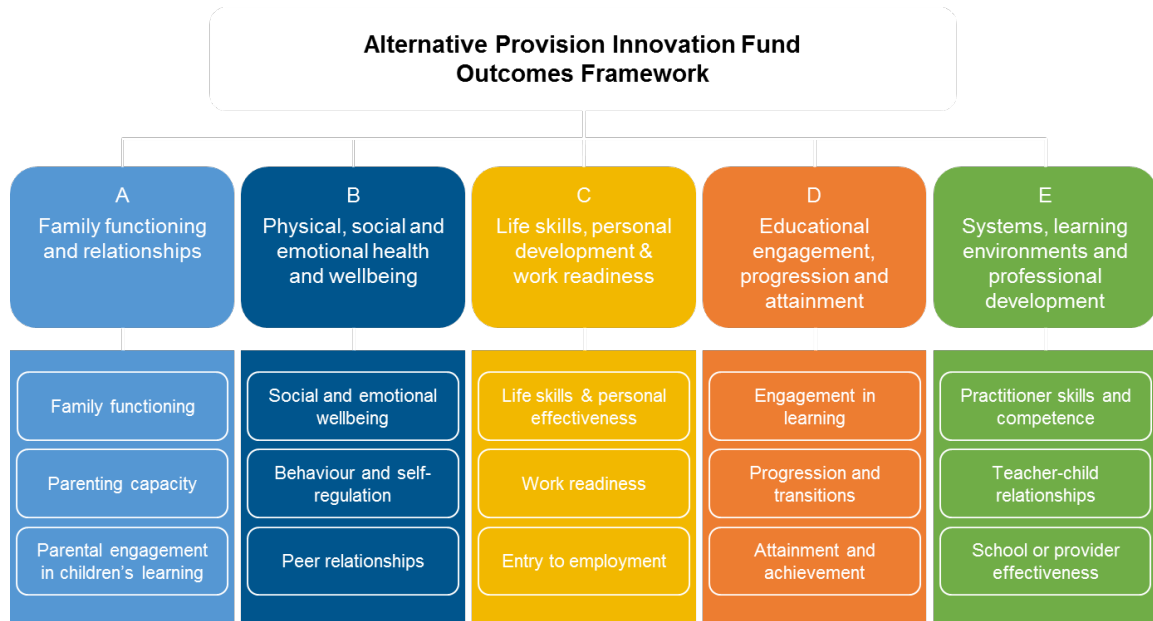 Alternative Provision Innovation Fund
Outcomes Framework
A
Family functioning
and relationships
B
Physical, social and
emotional health
and wellbeing
C
Life skills, personal
development &
work readiness
D
Educational
engagement,
progression and
attainment
E
Systems, learning
environments and
professional
development
Family functioning
Parenting capacity
Parental engagement
in children's learning
Social and emotional
wellbeing
Behaviour and self-
regulation
Peer relationships
Life skills & personal
effectiveness
Work readiness
Entry to employment
Engagement in
learning
Progression and
transitions
Attainment and
achievement
Practitioner skills and
competence
Teacher-child
relationships
School or provider
effectiveness